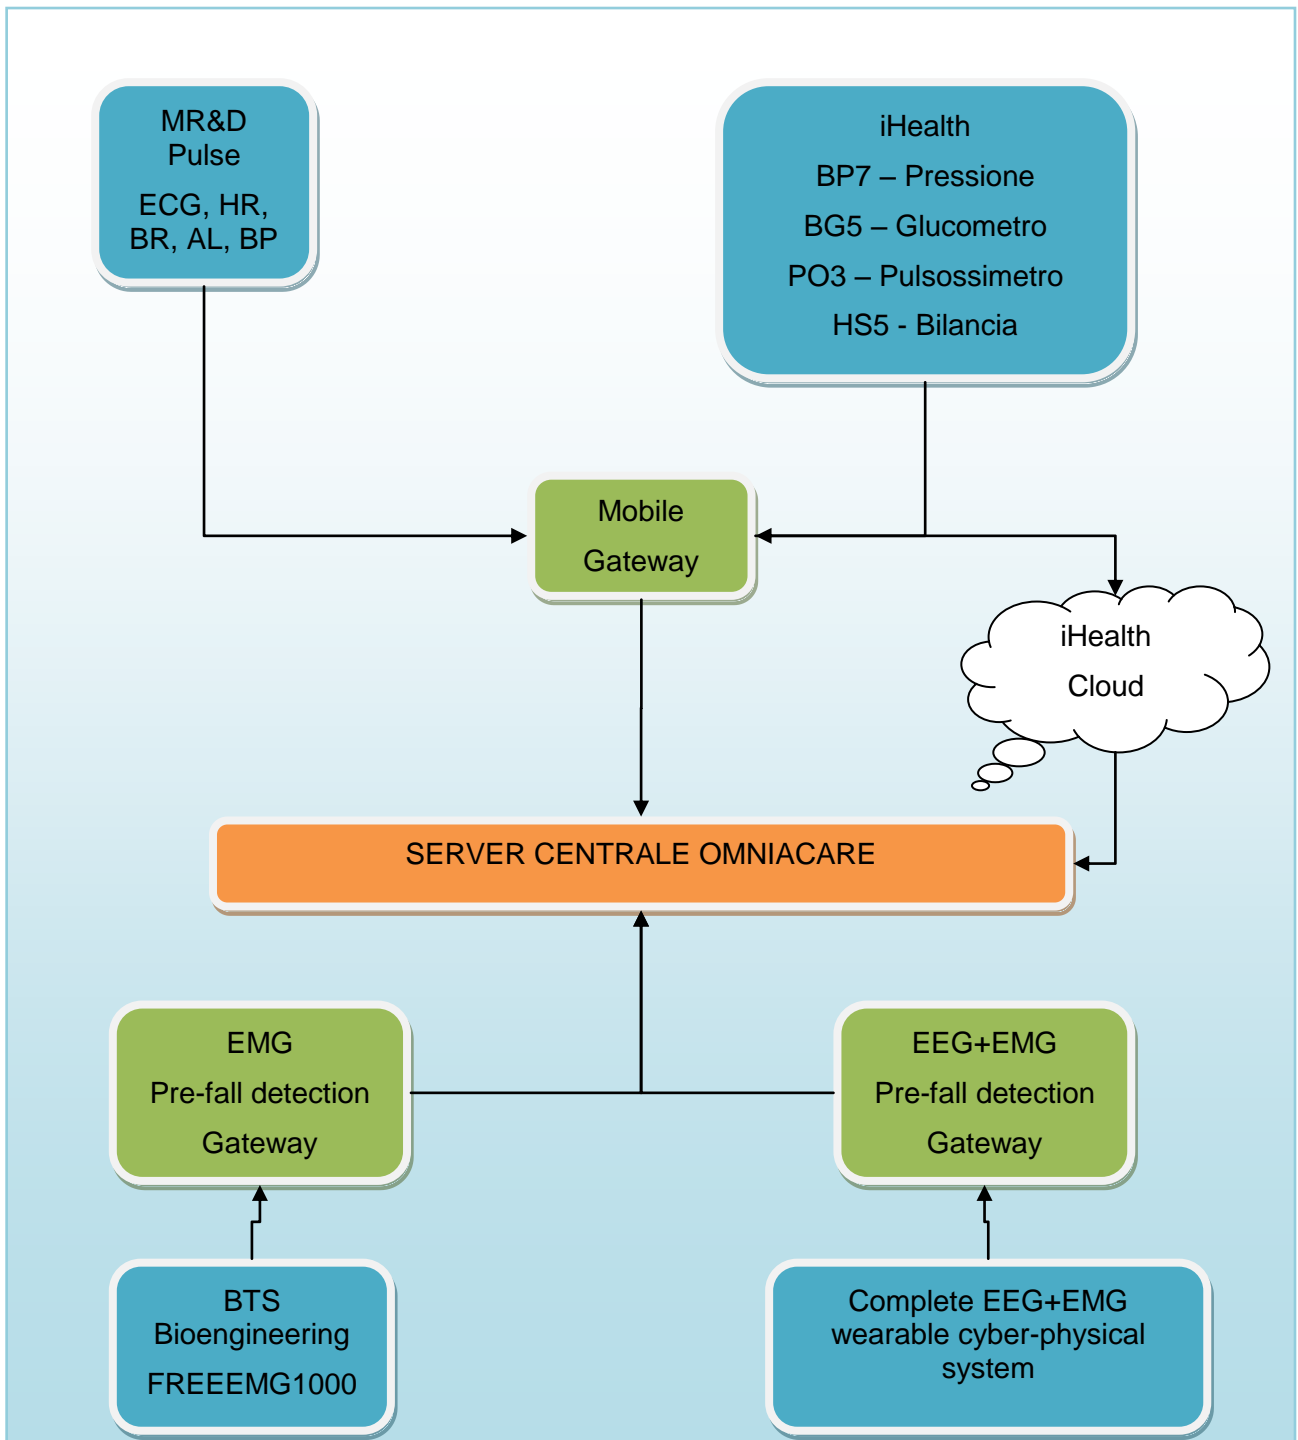 MR&D
Pulse
ECG, HR,
BR, AL, BP
iHealth
BP7 – Pressione
BG5 – Glucometro
PO3 – Pulsossimetro
HS5 - Bilancia
Mobile
Gateway
iHealth
Cloud
SERVER CENTRALE OMNIACARE
EMG
Pre-fall detection
Gateway
EEG+EMG
Pre-fall detection
Gateway
BTS
Bioengineering
FREEEMG1000
Complete EEG+EMG
wearable cyber-physical
system